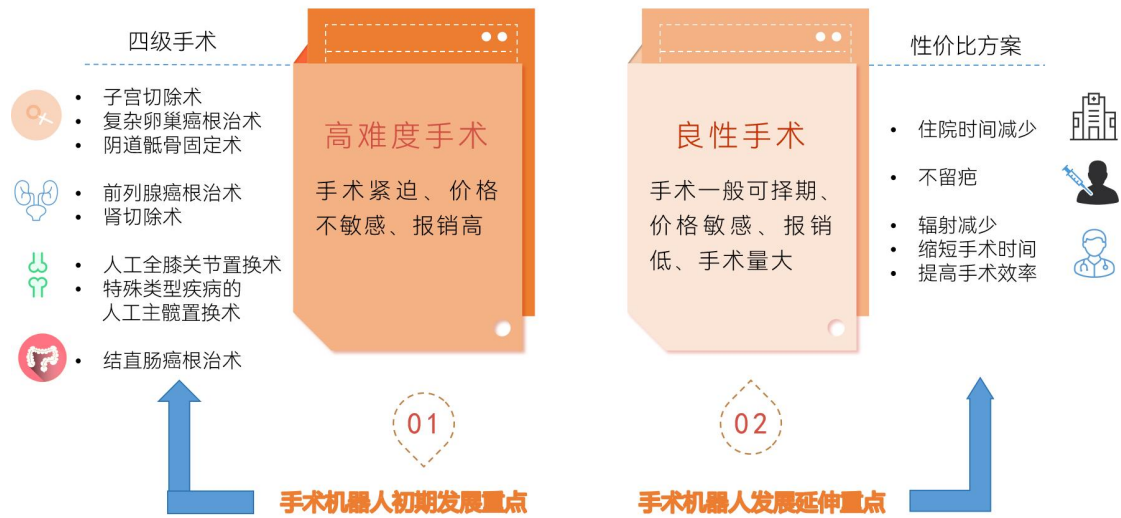 四级手术
• 子宫切除术
• 复杂卵巢癌根治术
• 阴道骶骨固定术
• 前列腺癌根治术
• 肾切除术
• 人工全膝关节置换术
• 特殊类型疾病的
人工主髋置换术
• 结直肠癌根治术
高难度手术
手术紧迫、价格
不敏感、报销高
01
手术机器人初期发展重点
良性手术
手术一般可择期、
价格敏感、报销
低、手术量大
02
手术机器人发展延伸重点
性价比方案
• 住院时间减少
• 不留疤
• 辐射减少
• 缩短手术时间
• 提高手术效率